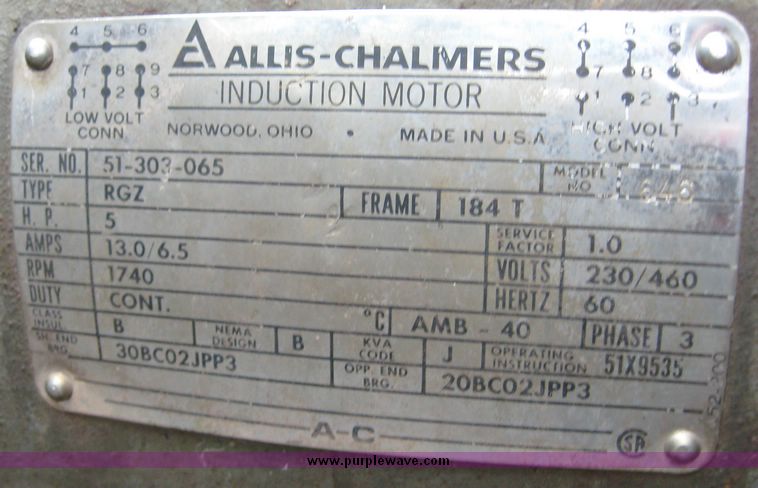 4 5 6
7 8 9
1 2 3
LOW VOLT
CONN.
ALLIS-CHALMERS
INDUCTION MOTOR
NORWOOD, OHIO • MADE IN U.S.A
4 5 6
7 8 9
1 2 3
HIGH VOLT
CONN.
SER. NO. 51-303-065 MODEL NO
TYPE RGZ FRAME 184 T
H. P. 5 SERVICE FACTOR 1.0
AMPS 13.0/6.5
RPM 1740 VOLTS 230/460
DUTY CONT. HERTZ 60
°C AMB - 40 PHASE 3
CLASS INSUL. B NEMA DESIGN B KVA CODE J OPERATING INSTRUCTION 51X9535
SH. END BRG. 30BC02JPP3 OPP. END BRG. 20BC02JPP3
A-C
SA
www.purplewave.com